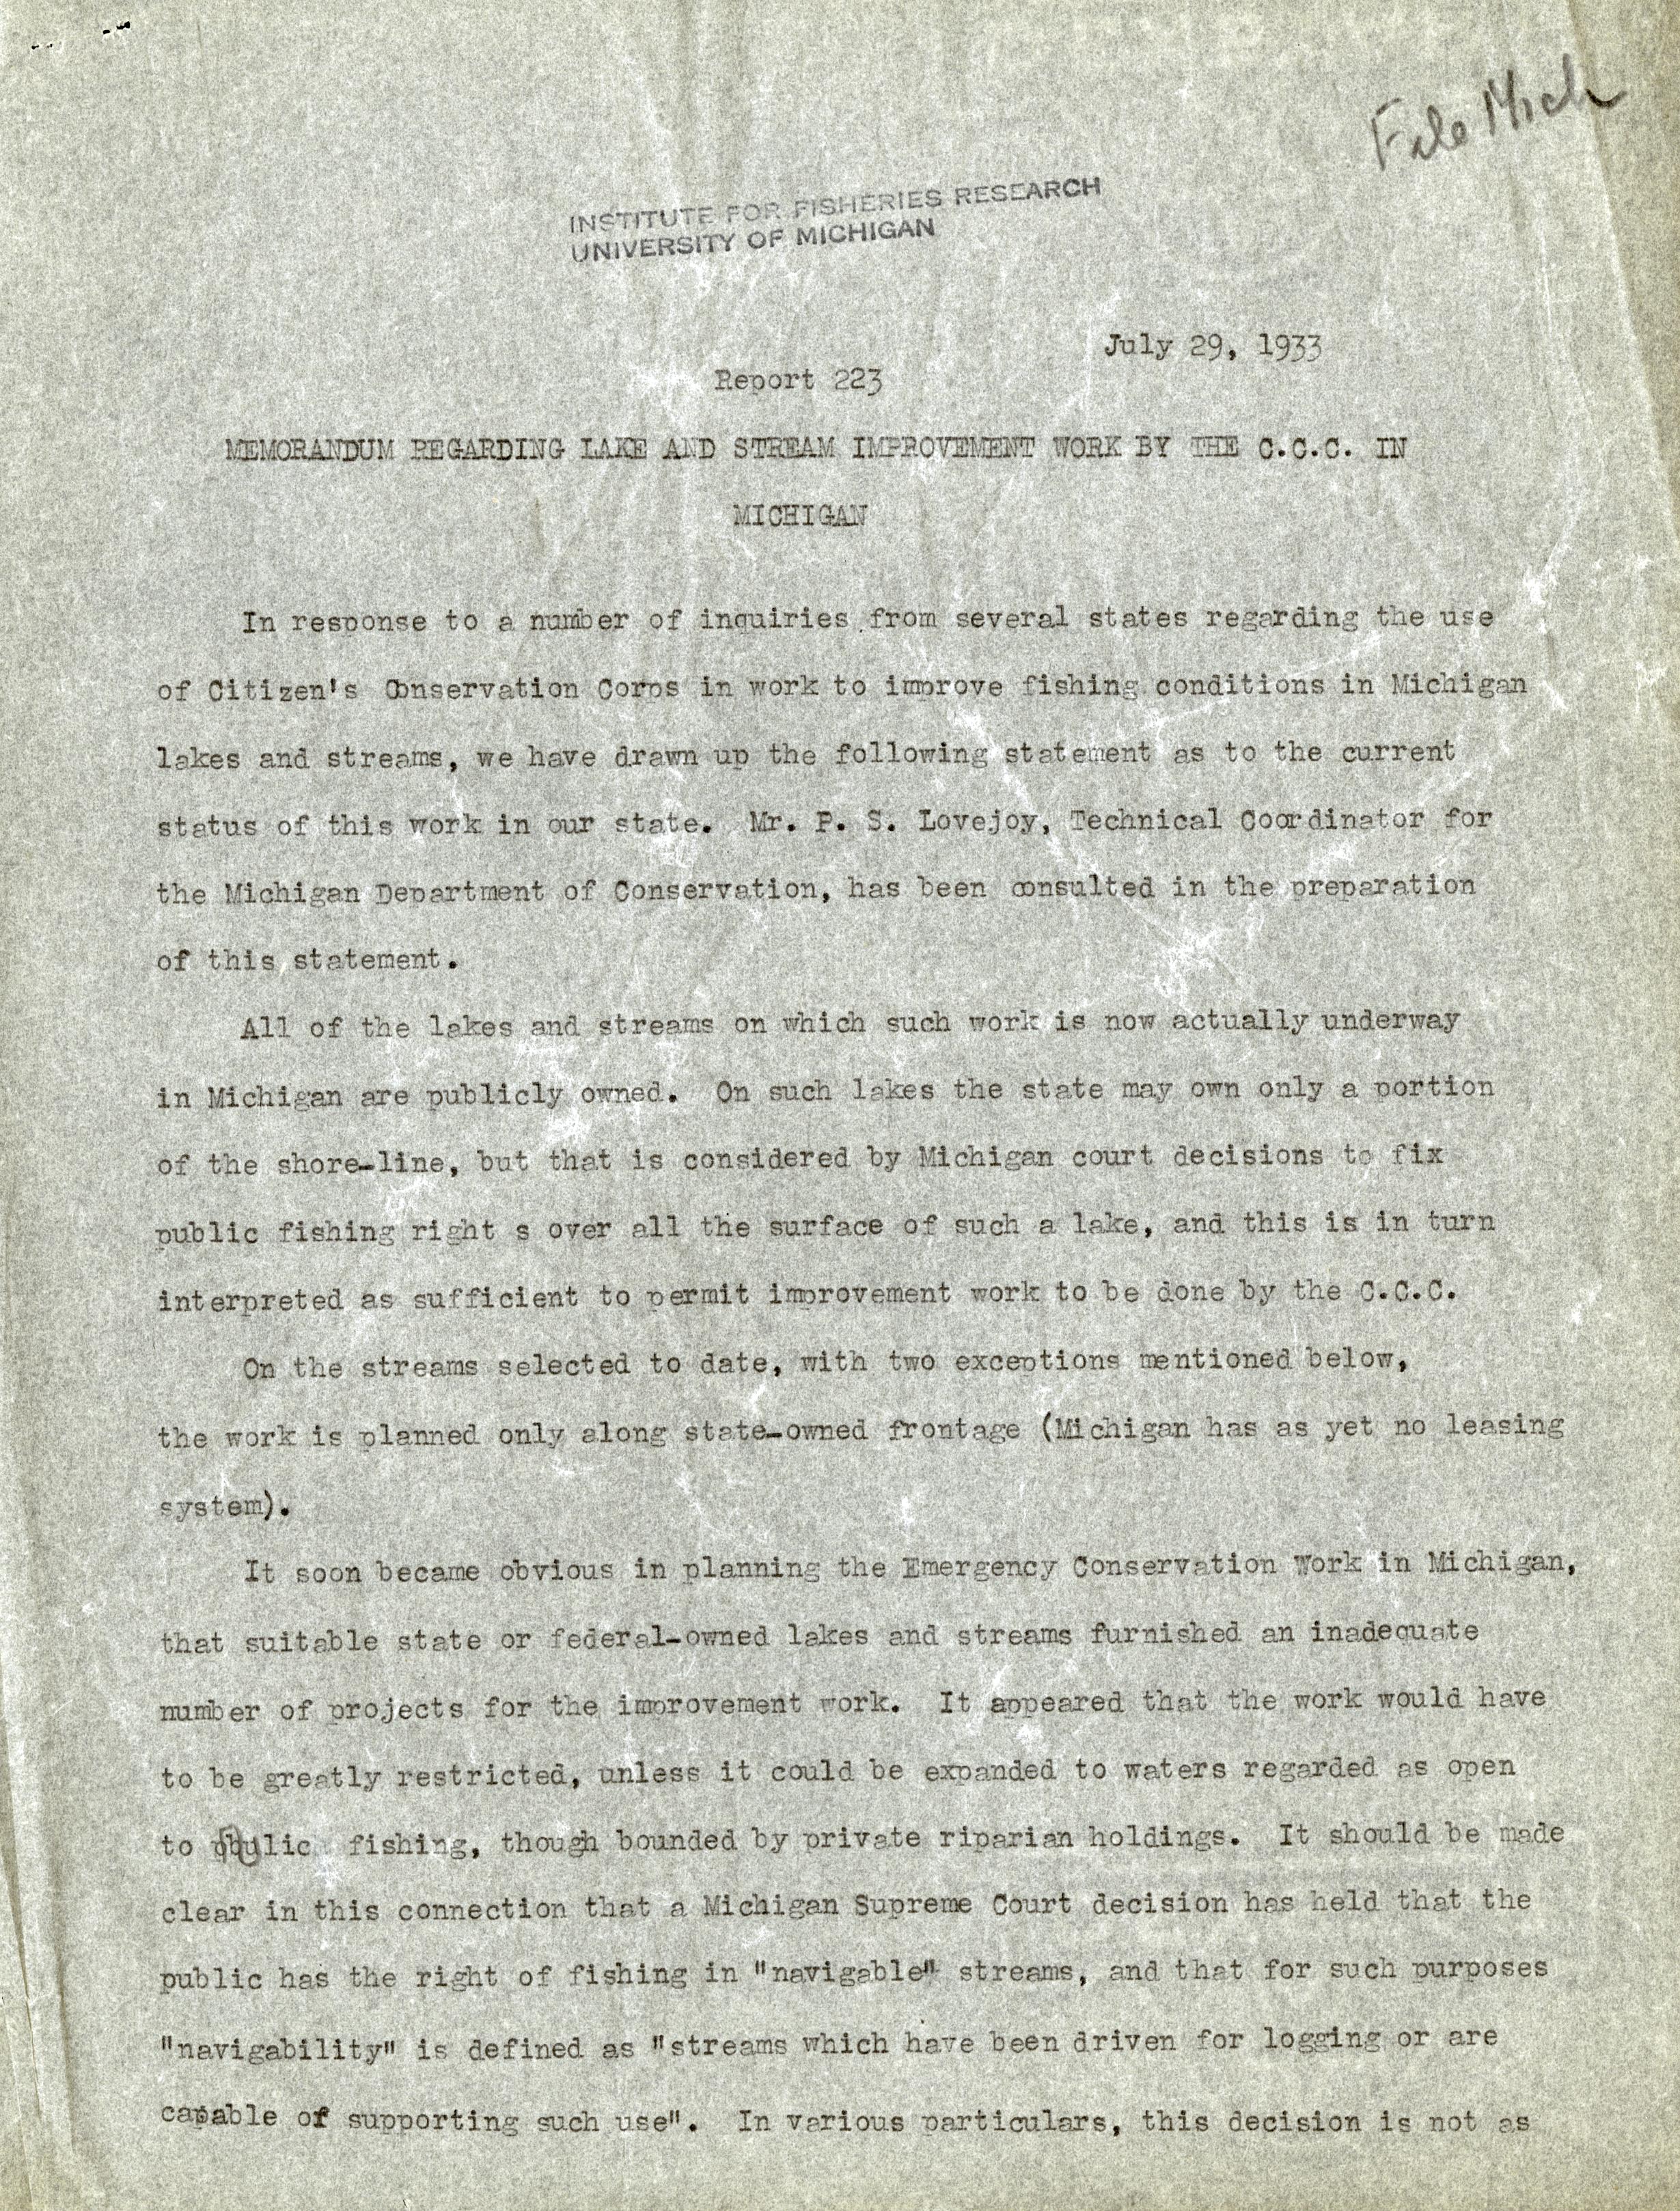 File Mich
INSTITUTE FOR FISHERIES RESEARCH
UNIVERSITY OF MICHIGAN
July 29, 1933
Report 223
MEMORANDUM REGARDING LAKE AND STREAM IMPROVEMENT WORK BY THE C.C.C. IN
MICHIGAN
In response to a number of inquiries from several states regarding the use
of Citizen's Conservation Corps in work to improve fishing conditions in Michigan
lakes and streams, we have drawn up the following statement as to the current
status of this work in our state. Mr. P. S. Lovejoy, Technical Coordinator for
the Michigan Department of Conservation, has been consulted in the preparation
of this statement.
All of the lakes and streams on which such work is now actually underway
in Michigan are publicly owned. On such lakes the state may own only a portion
of the shore-line, but that is considered by Michigan court decisions to fix
public fishing right s over all the surface of such a lake, and this is in turn
interpreted as sufficient to permit improvement work to be done by the C.C.C.
On the streams selected to date, with two exceptions mentioned below,
the work is planned only along state-owned frontage (Michigan has as yet no leasing
system).
It soon became obvious in planning the Emergency Conservation Work in Michigan,
that suitable state or federal-owned lakes and streams furnished an inadequate
number of projects for the improvement work. It appeared that the work would have
to be greatly restricted, unless it could be expanded to waters regarded as open
to pbulic fishing, though bounded by private riparian holdings. It should be made
clear in this connection that a Michigan Supreme Court decision has held that the
public has the right of fishing in "navigable" streams, and that for such purposes
"navigability" is defined as "streams which have been driven for logging or are
capable of supporting such use". In various particulars, this decision is not as